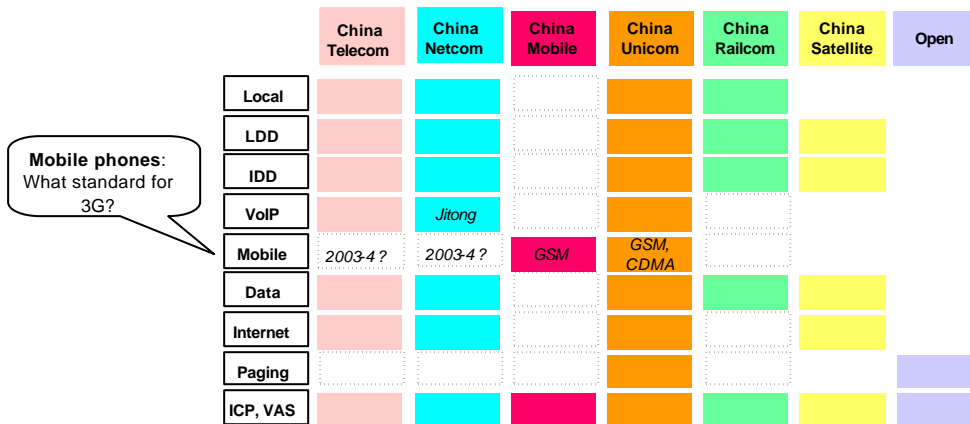 China Telecom
China Netcom
China Mobile
China Unicom
China Railcom
China Satellite
Open
Local
LDD
Mobile phones:
What standard for
3G?
IDD
VoIP
Jitong
Mobile
2003-4 ?
2003-4 ?
GSM
GSM,
CDMA
Data
Internet
Paging
ICP, VAS